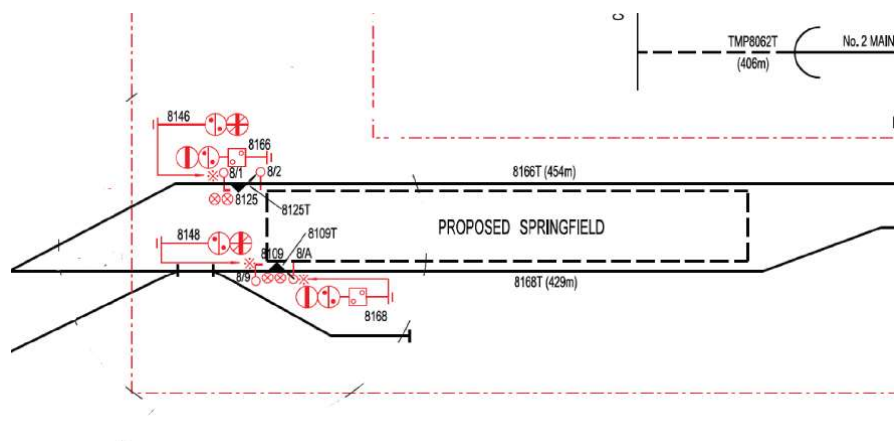 TMP8062T
(406m)
No. 2 MAIN
8146
8166
8/1
8/2
8166T (454m)
8125
8125T
PROPOSED SPRINGFIELD
8148
8109T
8109
8/A
8/9
8168T (429m)
8168